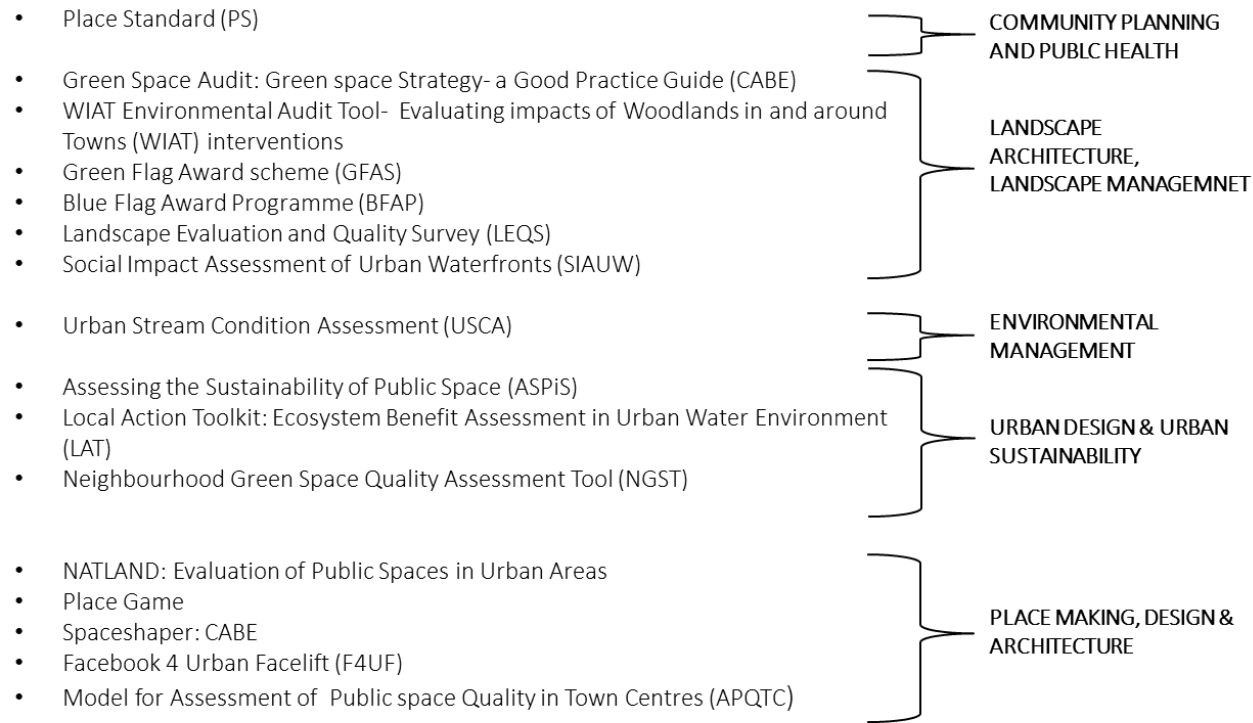 • Place Standard (PS)
COMMUNITY PLANNING
AND PUBLC HEALTH
• Green Space Audit: Green space Strategy- a Good Practice Guide (CABE)
• WIAT Environmental Audit Tool- Evaluating impacts of Woodlands in and around
Towns (WIAT) interventions
• Green Flag Award scheme (GFAS)
• Blue Flag Award Programme (BFAP)
• Landscape Evaluation and Quality Survey (LEQS)
• Social Impact Assessment of Urban Waterfronts (SIAUW)
LANDSCAPE
ARCHITECTURE,
LANDSCAPE MANAGEMNET
• Urban Stream Condition Assessment (USCA)
ENVIRONMENTAL
MANAGEMENT
• Assessing the Sustainability of Public Space (ASPiS)
• Local Action Toolkit: Ecosystem Benefit Assessment in Urban Water Environment
(LAT)
• Neighbourhood Green Space Quality Assessment Tool (NGST)
URBAN DESIGN & URBAN
SUSTAINABILITY
• NATLAND: Evaluation of Public Spaces in Urban Areas
• Place Game
• Spaceshaper: CABE
• Facebook 4 Urban Facelift (F4UF)
• Model for Assessment of Public space Quality in Town Centres (APQTC)
PLACE MAKING, DESIGN &
ARCHITECTURE